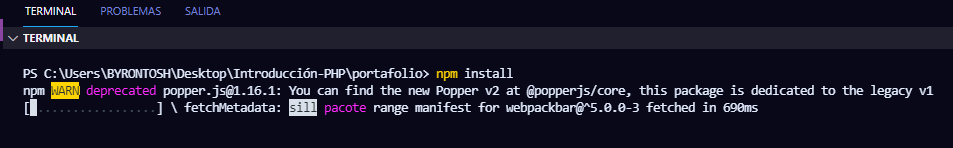 TERMINAL PROBLEMAS SALIDA
TERMINAL
PS C:\Users\BYRONTOSH\Desktop\Introducción-PHP\portafolio> npm install
npm WARN deprecated popper.js@1.16.1: You can find the new Popper v2 at @popperjs/core, this package is dedicated to the legacy v1
[ .................] \ fetchMetadata: sill pacote range manifest for webpackbar@^5.0.0-3 fetched in 690ms